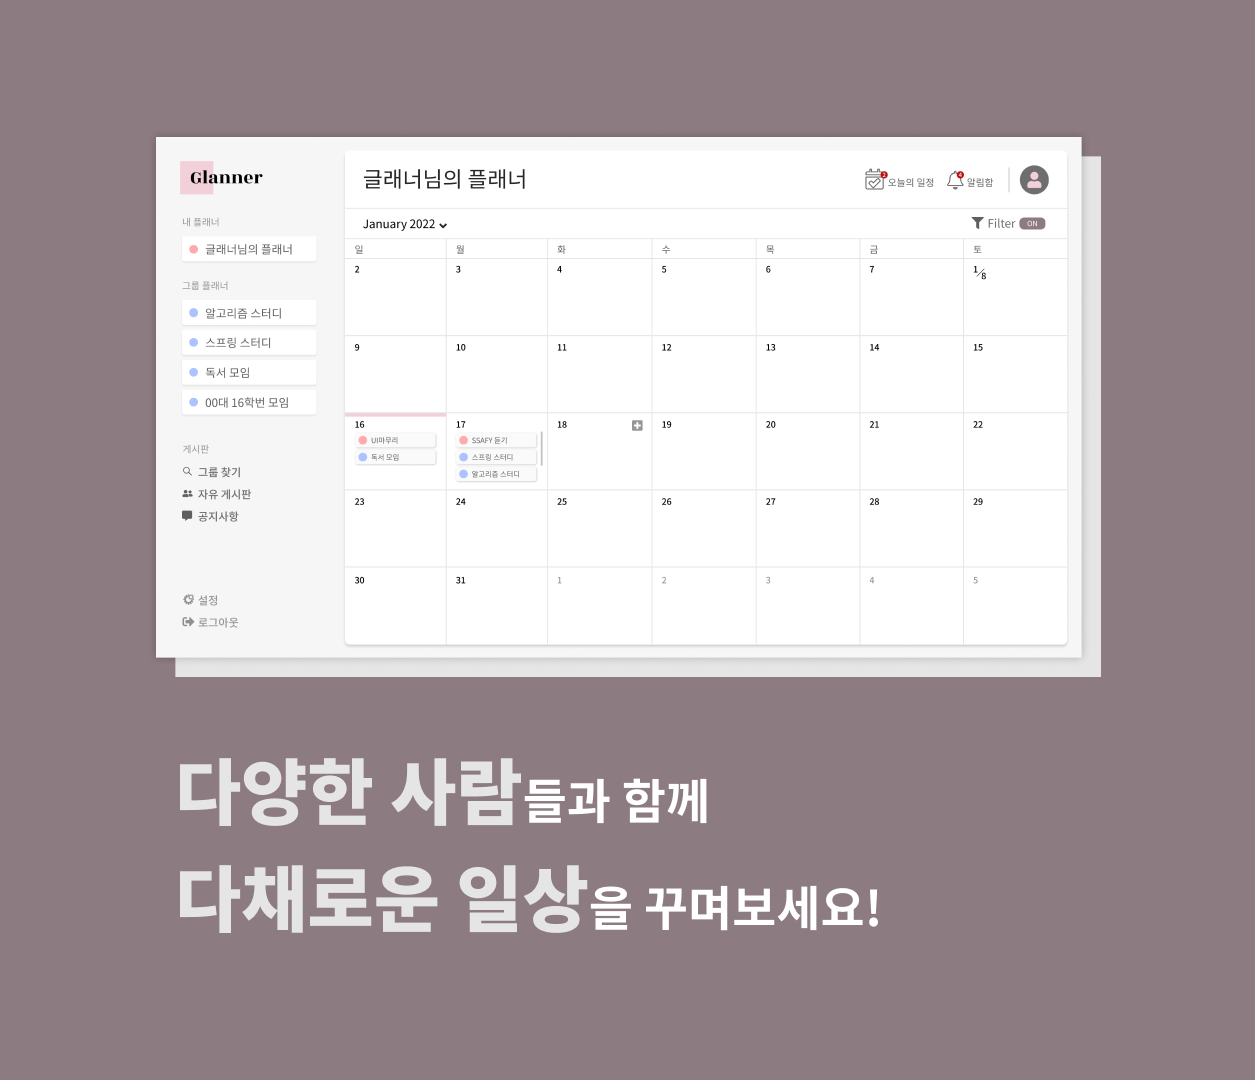 Glanner
내 플래너
글래너님의 플래너
그룹 플래너
알고리즘 스터디
스프링 스터디
독서 모임
00대 16학번 모임
게시판
그룹 찾기
자유 게시판
공지사항
설정
로그아웃
글래너님의 플래너
2 오늘의 일정 4 알림함
January 2022 Filter ON
일 월 화 수 목 금 토
2 3 4 5 6 7 1/8
9 10 11 12 13 14 15
16 17 18 19 20 21 22
UI마무리 SSAFY 듣기
독서 모임 스프링 스터디
알고리즘 스터디
23 24 25 26 27 28 29
30 31 1 2 3 4 5
다양한 사람들과 함께
다채로운 일상을 꾸며보세요!